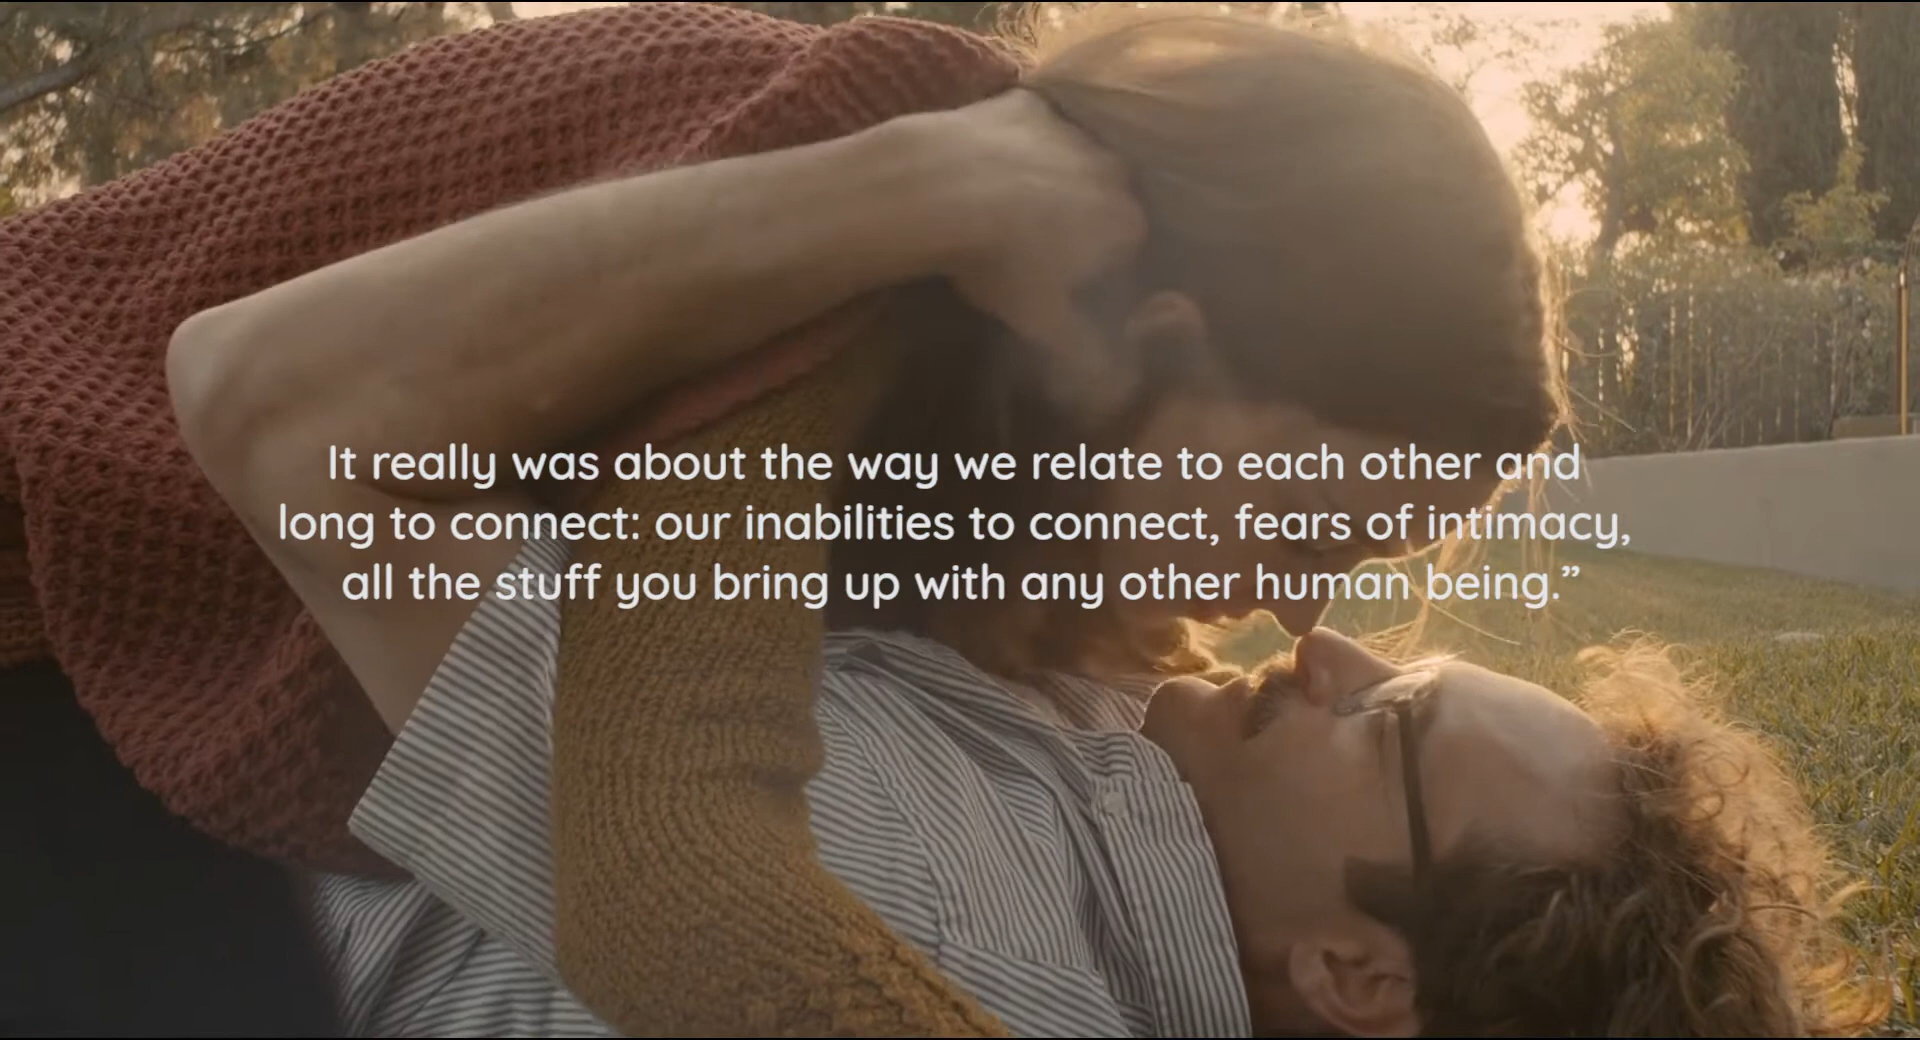 It really was about the way we relate to each other and
long to connect: our inabilities to connect, fears of intimacy,
all the stuff you bring up with any other human being.”